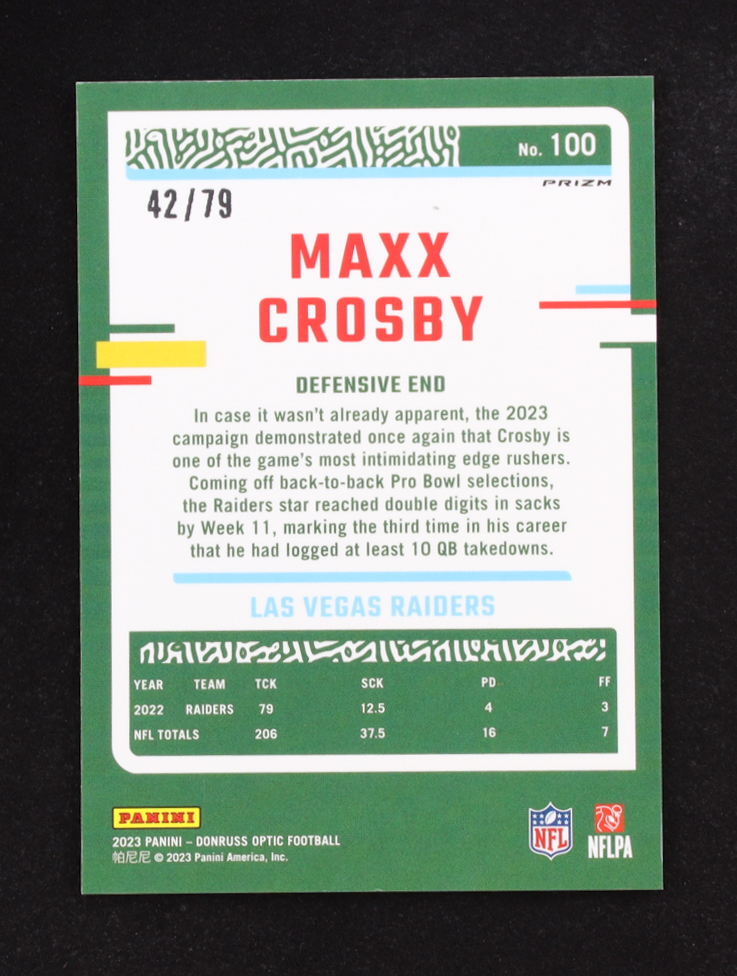 No. 100
PRIZM
42/79
MAXX
CROSBY
DEFENSIVE END
In case it wasn't already apparent, the 2023
campaign demonstrated once again that Crosby is
one of the game's most intimidating edge rushers.
Coming off back-to-back Pro Bowl selections,
the Raiders star reached double digits in sacks
by Week 11, marking the third time in his career
that he had logged at least 10 QB takedowns.
LAS VEGAS RAIDERS
YEAR TEAM TCK SCK PD FF
2022 RAIDERS 79 12.5 4 3
NFL TOTALS 206 37.5 16 7
PANINI
2023 PANINI – DONRUSS OPTIC FOOTBALL
帕尼尼 © 2023 Panini America, Inc.
NFL
NFLPA